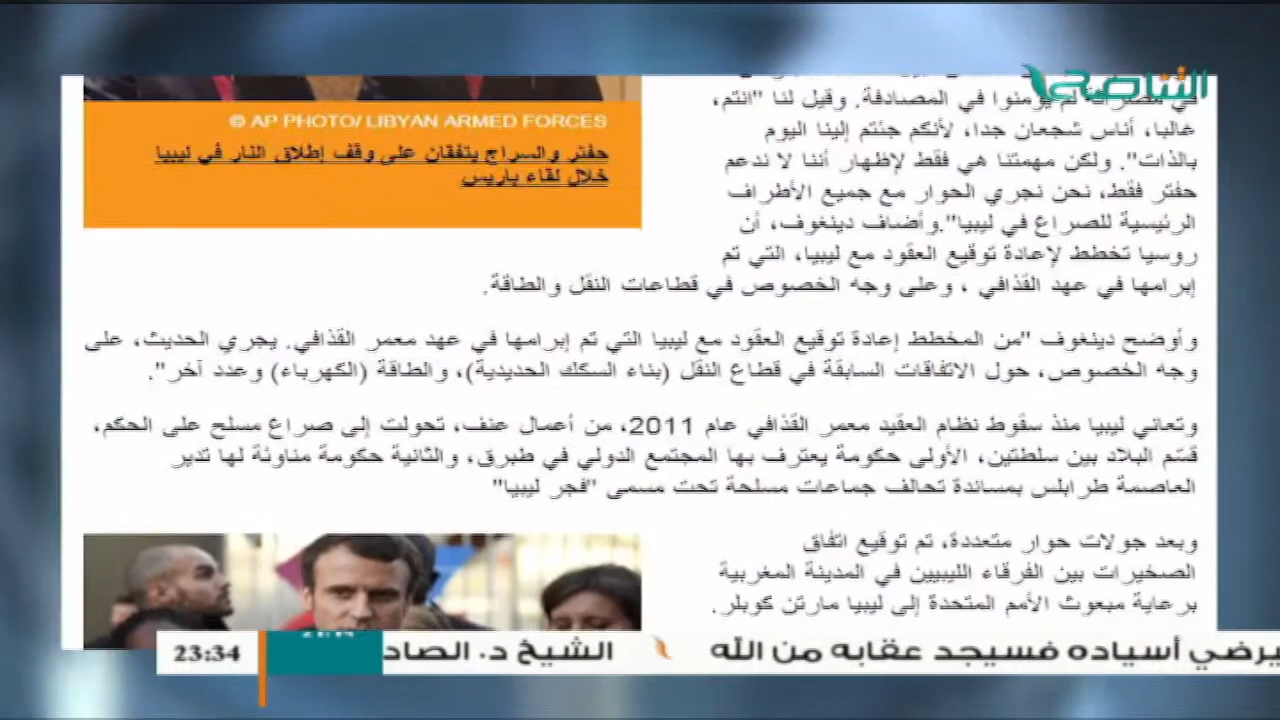 التناصح
في مصراتة لم يؤمنوا في المصادفة. وقيل لنا "انتم،
غالبا، أناس شجعان جدا، لأنكم جئتم إلينا اليوم
بالذات". ولكن مهمتنا هي فقط لإظهار أننا لا ندعم
حفتر فقط، نحن نجري الحوار مع جميع الأطراف
الرئيسية للصراع في ليبيا".وأضاف دينغوف، أن
روسيا تخطط لإعادة توقيع العقود مع ليبيا، التي تم
إبرامها في عهد القذافي ، وعلى وجه الخصوص في قطاعات النقل والطاقة.
© AP PHOTO/ LIBYAN ARMED FORCES
حفتر والسراج يتفقان على وقف إطلاق النار في ليبيا
خلال لقاء باريس
وأوضح دينغوف "من المخطط إعادة توقيع العقود مع ليبيا التي تم إبرامها في عهد معمر القذافي. يجري الحديث، على
وجه الخصوص، حول الاتفاقات السابقة في قطاع النقل (بناء السكك الحديدية)، والطاقة (الكهرباء) وعدد آخر".
وتعاني ليبيا منذ سقوط نظام العقيد معمر القذافي عام 2011، من أعمال عنف، تحولت إلى صراع مسلح على الحكم،
قسّم البلاد بين سلطتين، الأولى حكومة يعترف بها المجتمع الدولي في طبرق، والثانية حكومة مناوئة لها تدير
العاصمة طرابلس بمساندة تحالف جماعات مسلحة تحت مسمى "فجر ليبيا"
وبعد جولات حوار متعددة، تم توقيع اتفاق
الصخيرات بين الفرقاء الليبيين في المدينة المغربية
برعاية مبعوث الأمم المتحدة إلى ليبيا مارتن كوبلر.
يرضي أسياده فسيجد عقابه من الله الشيخ د. الصاد
23:34